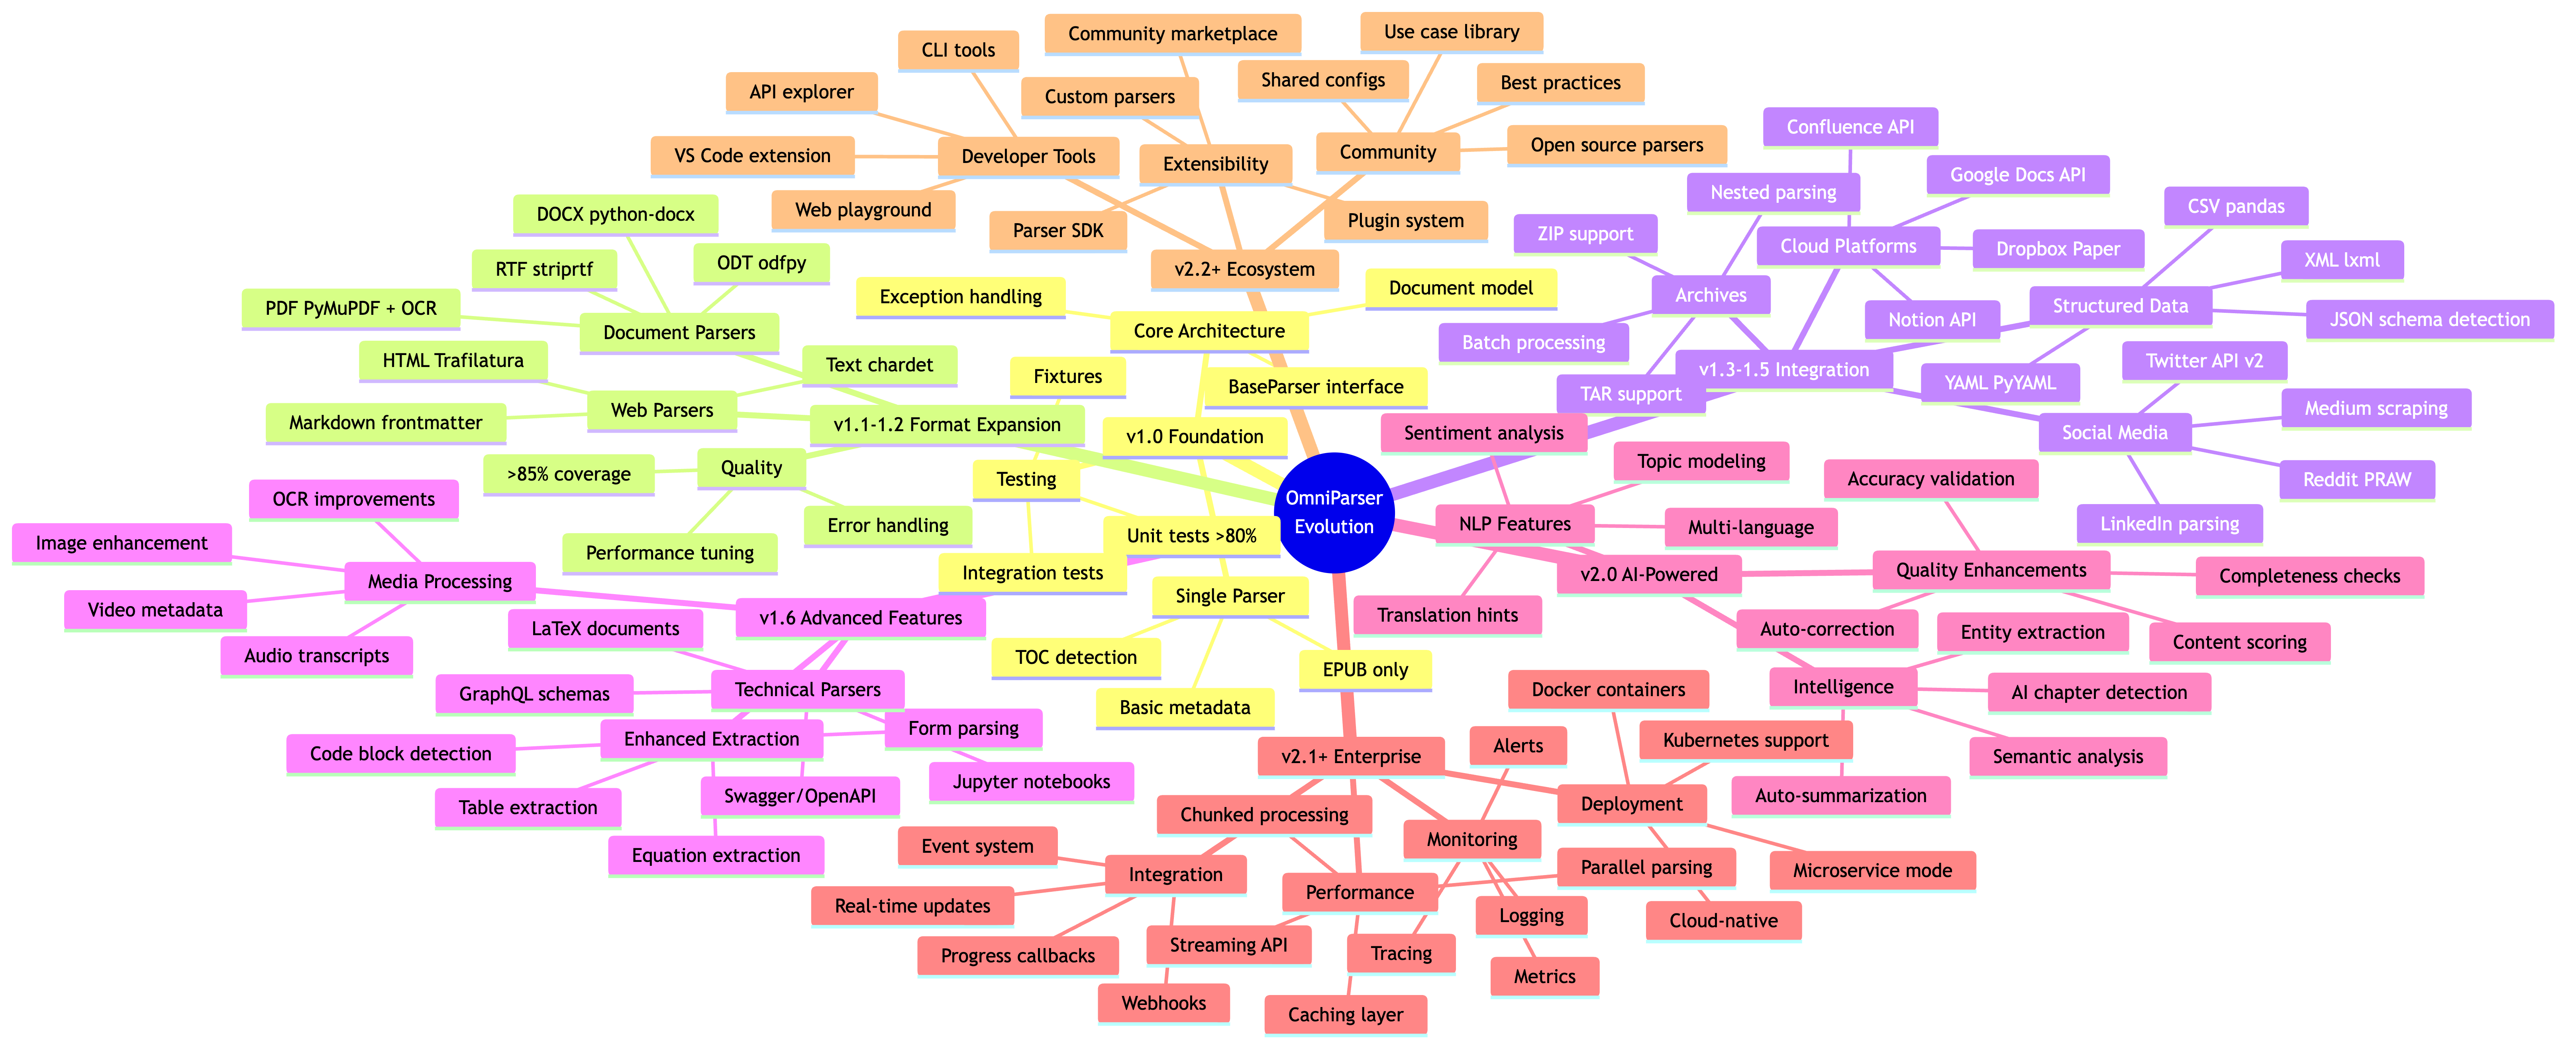 OmniParser
Evolution
v1.0 Foundation
Core Architecture
Exception handling
Document model
BaseParser interface
Testing
Fixtures
Unit tests >80%
Integration tests
Single Parser
TOC detection
Basic metadata
EPUB only
v1.1-1.2 Format Expansion
Document Parsers
DOCX python-docx
RTF striprtf
ODT odfpy
PDF PyMuPDF + OCR
Web Parsers
HTML Trafilatura
Text chardet
Markdown frontmatter
Quality
>85% coverage
Error handling
Performance tuning
v1.3-1.5 Integration
Archives
ZIP support
Nested parsing
Batch processing
TAR support
Cloud Platforms
Confluence API
Google Docs API
Dropbox Paper
Notion API
Structured Data
CSV pandas
XML lxml
JSON schema detection
YAML PyYAML
Social Media
Twitter API v2
Medium scraping
Reddit PRAW
LinkedIn parsing
v1.6 Advanced Features
Media Processing
OCR improvements
Image enhancement
Video metadata
Audio transcripts
Technical Parsers
LaTeX documents
GraphQL schemas
Jupyter notebooks
Swagger/OpenAPI
Enhanced Extraction
Form parsing
Code block detection
Table extraction
Equation extraction
v2.0 AI-Powered
NLP Features
Sentiment analysis
Topic modeling
Multi-language
Translation hints
Quality Enhancements
Accuracy validation
Completeness checks
Content scoring
Auto-correction
Intelligence
Entity extraction
AI chapter detection
Semantic analysis
Auto-summarization
v2.1+ Enterprise
Deployment
Docker containers
Kubernetes support
Microservice mode
Cloud-native
Monitoring
Alerts
Logging
Tracing
Metrics
Performance
Chunked processing
Parallel parsing
Streaming API
Caching layer
Integration
Event system
Real-time updates
Progress callbacks
Webhooks
v2.2+ Ecosystem
Developer Tools
CLI tools
API explorer
VS Code extension
Web playground
Extensibility
Community marketplace
Custom parsers
Parser SDK
Plugin system
Community
Use case library
Shared configs
Best practices
Open source parsers